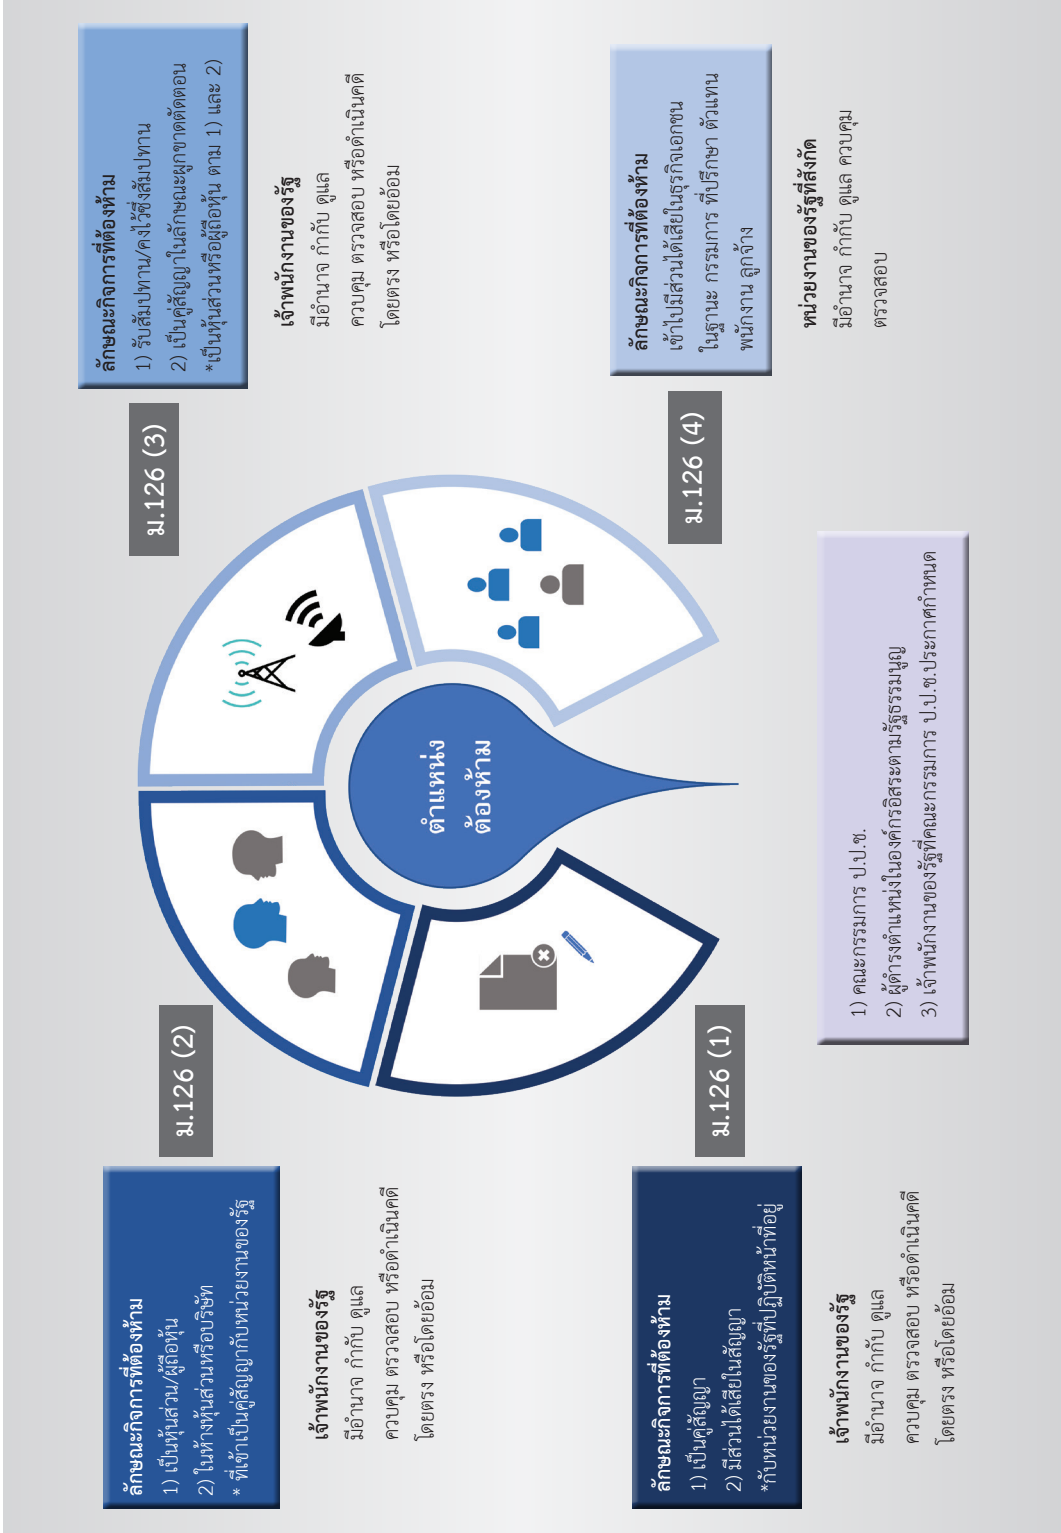 ม.126 (2)
ลักษณะกิจการที่ต้องห้าม
1) เป็นหุ้นส่วน/ผู้ถือหุ้น
2) ในห้างหุ้นส่วนหรือบริษัท
* ที่เข้าเป็นคู่สัญญากับหน่วยงานของรัฐ
เจ้าพนักงานของรัฐ
มีอำนาจ กำกับ ดูแล
ควบคุม ตรวจสอบ หรือดำเนินคดี
โดยตรง หรือโดยอ้อม
ม.126 (3)
ลักษณะกิจการที่ต้องห้าม
1) รับสัมปทาน/คงไว้ซึ่งสัมปทาน
2) เป็นคู่สัญญาในลักษณะผูกขาดตัดตอน
*เป็นหุ้นส่วนหรือผู้ถือหุ้น ตาม 1) และ 2)
เจ้าพนักงานของรัฐ
มีอำนาจ กำกับ ดูแล
ควบคุม ตรวจสอบ หรือดำเนินคดี
โดยตรง หรือโดยอ้อม
ตำแหน่ง
ต้องห้าม
ม.126 (1)
ลักษณะกิจการที่ต้องห้าม
1) เป็นคู่สัญญา
2) มีส่วนได้เสียในสัญญา
*กับหน่วยงานของรัฐที่ปฏิบัติหน้าที่อยู่
เจ้าพนักงานของรัฐ
มีอำนาจ กำกับ ดูแล
ควบคุม ตรวจสอบ หรือดำเนินคดี
โดยตรง หรือโดยอ้อม
ม.126 (4)
ลักษณะกิจการที่ต้องห้าม
เข้าไปมีส่วนได้เสียในธุรกิจเอกชน
ในฐานะ กรรมการ ที่ปรึกษา ตัวแทน
พนักงาน ลูกจ้าง
หน่วยงานของรัฐที่สังกัด
มีอำนาจ กำกับ ดูแล ควบคุม
ตรวจสอบ
1) คณะกรรมการ ป.ป.ช.
2) ผู้ดำรงตำแหน่งในองค์กรอิสระตามรัฐธรรมนูญ
3) เจ้าพนักงานของรัฐที่คณะกรรมการ ป.ป.ช.ประกาศกำหนด